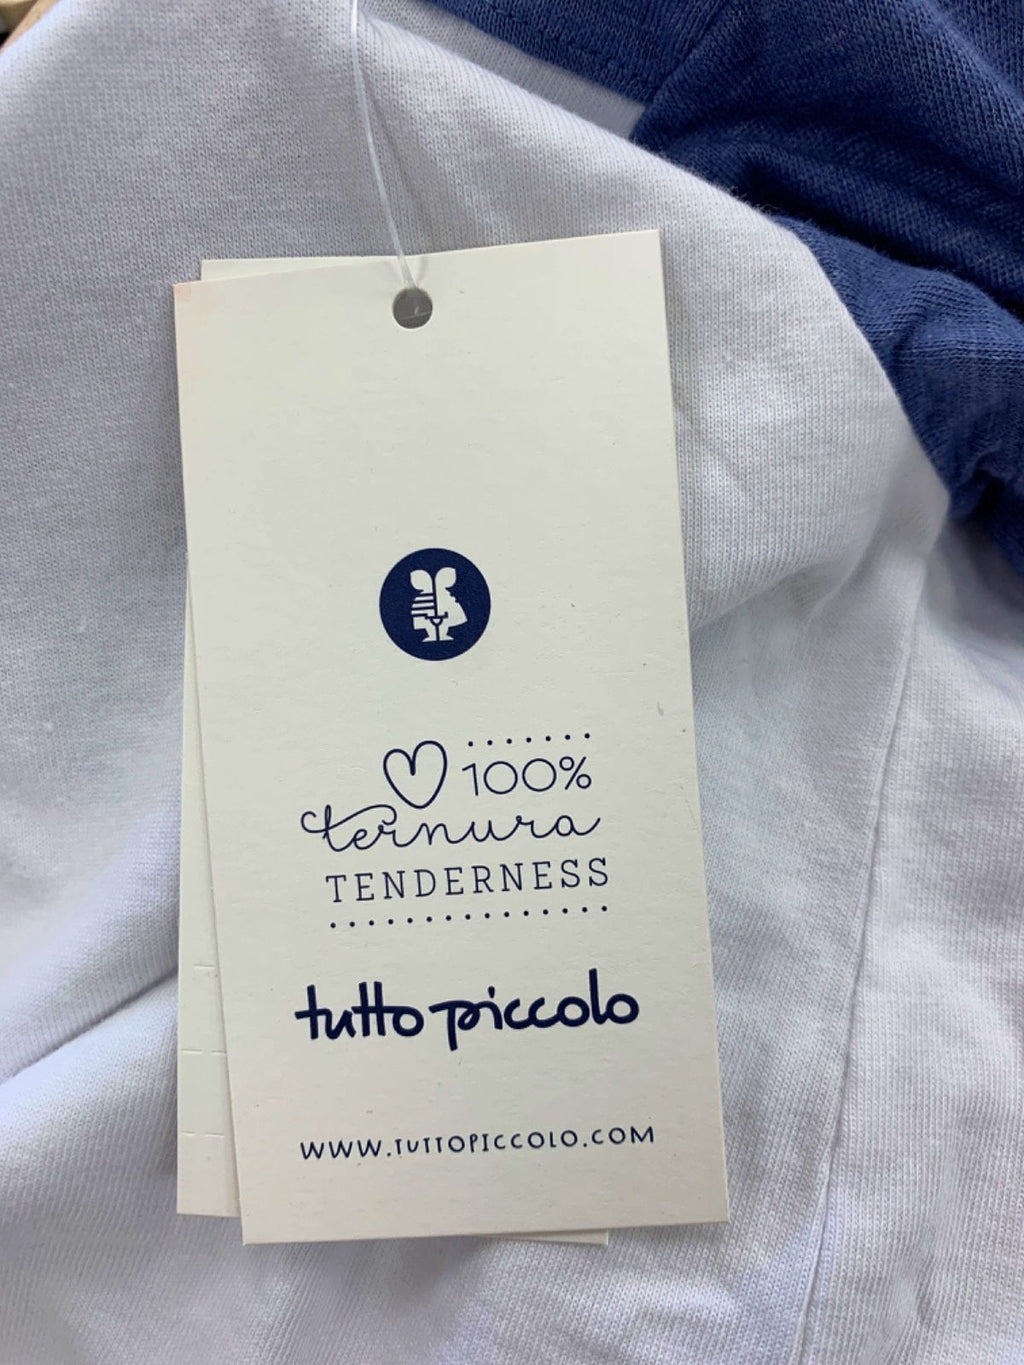 100%
ternura
TENDERNESS
tutto piccolo
WWW.TUTTOPICCOLO.COM